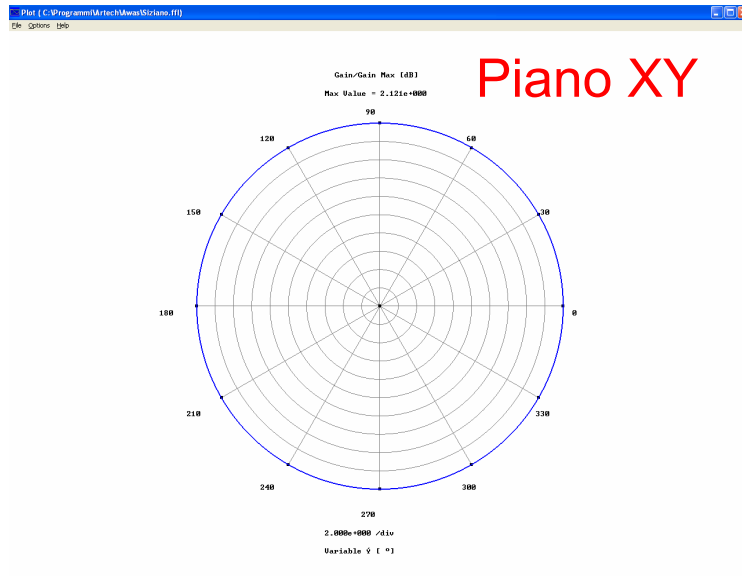 Plot ( C:\Programmi\Artech\Awas\Siziano.ffl)
File Options Help
Gain/Gain Max [dB]
Piano XY
Max Value = 2.121e+000
90
120
60
150
30
180
0
210
330
240
300
270
2.000e+000 /div
Variable ý [ º]